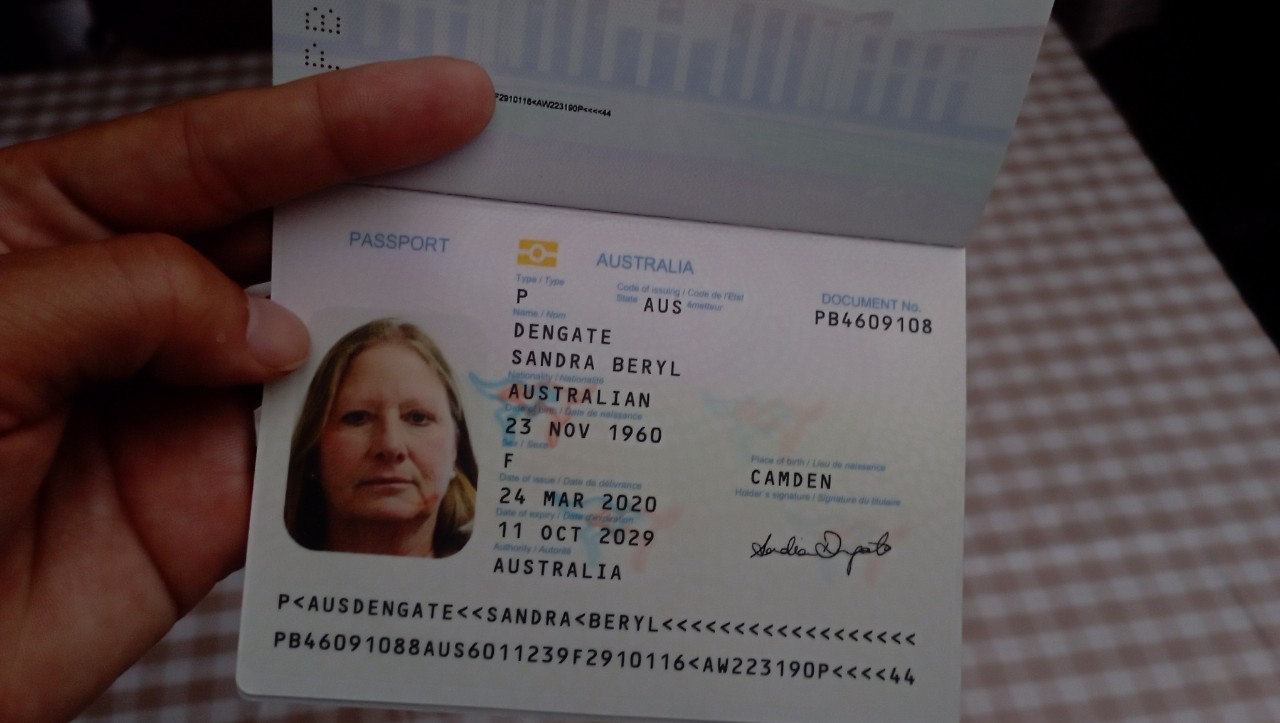 F2910116<AW223190P<<<<44
PASSPORT
AUSTRALIA
Type / Type
Code of issuing / Code de l'État
P
State AUS émetteur
DOCUMENT No.
PB4609108
Name / Nom
DENGATE
SANDRA BERYL
Nationality / Nationalité
AUSTRALIAN
Date of birth / Date de naissance
23 NOV 1960
Sex / Sexe
F
Place of birth / Lieu de naissance
CAMDEN
Date of issue / Date de délivrance
24 MAR 2020
Holder's signature / Signature du titulaire
Date of expiry / Date
11 OCT 2029
Authority / Autorité
AUSTRALIA
P<AUSDENGATE<<SANDRA<BERYL<<<<<<<<<<<<<<<<<<
PB46091088AUS6011239F2910116<AW223190P<<<<44